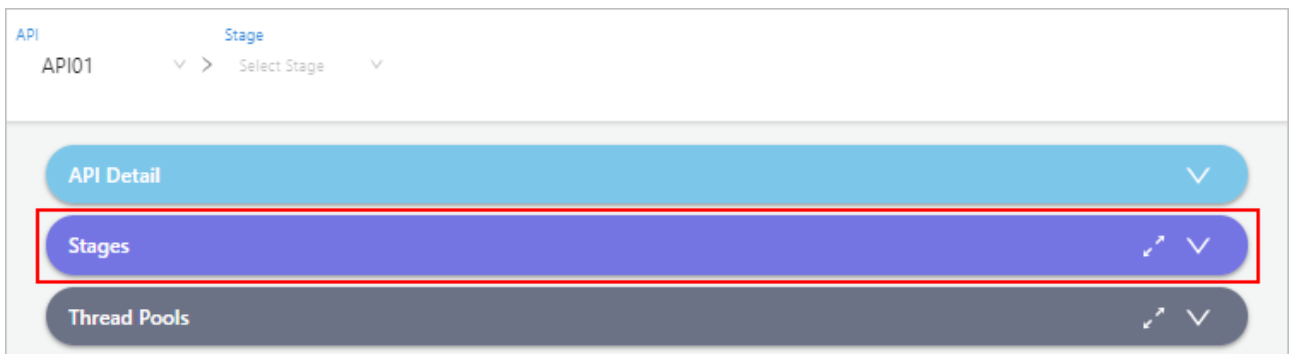 API Stage
API01 > Select Stage
API Detail
Stages
Thread Pools